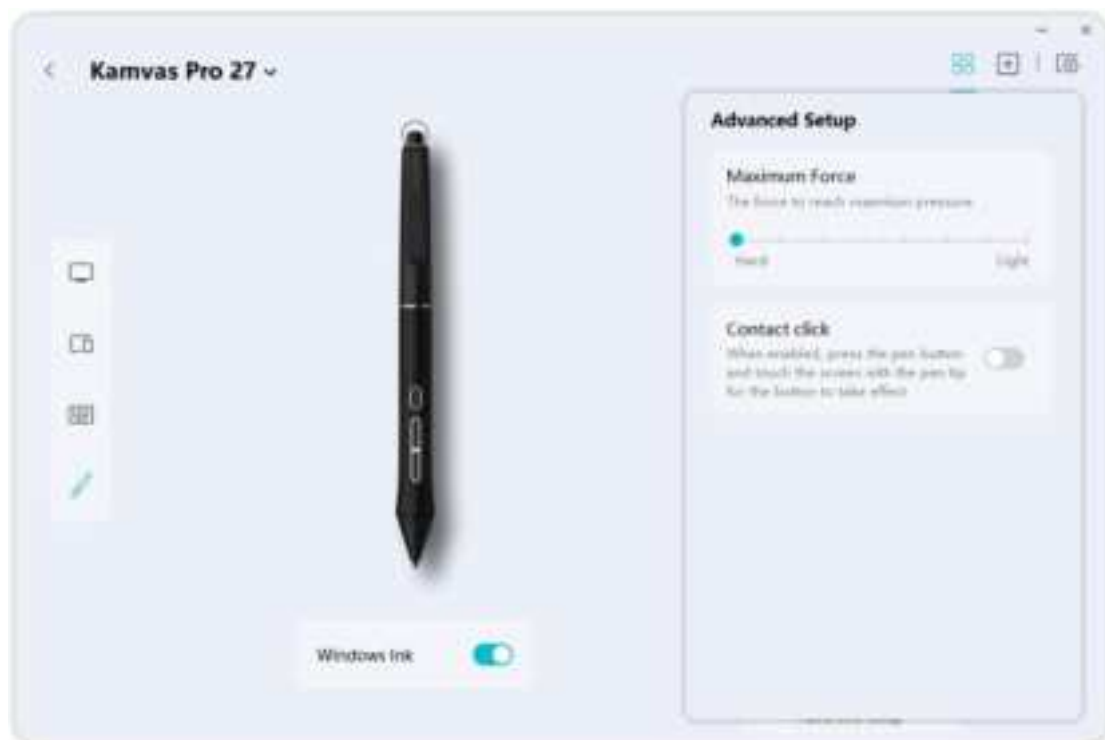 Kamvas Pro 27
Advanced Setup
Maximum Force
The force to reach maximum pressure
Hard
Light
Contact click
When enabled, press the pen button
and touch the screen with the pen tip
for the button to take effect
Windows Ink